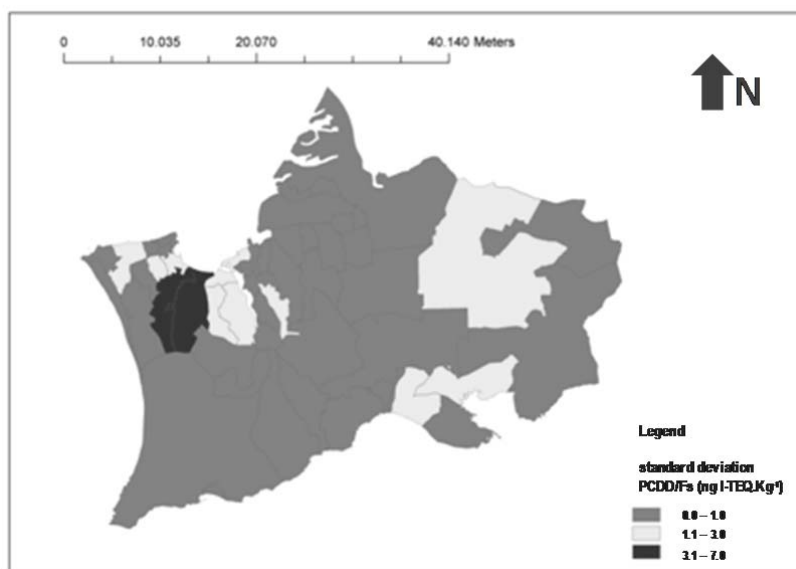 0 10.035 20.070 40.140 Meters
N
Legend
standard deviation
PCDD/Fs (ng I-TEQ.Kg⁻¹)
0.0 – 1.0
1.1 – 3.0
3.1 – 7.0